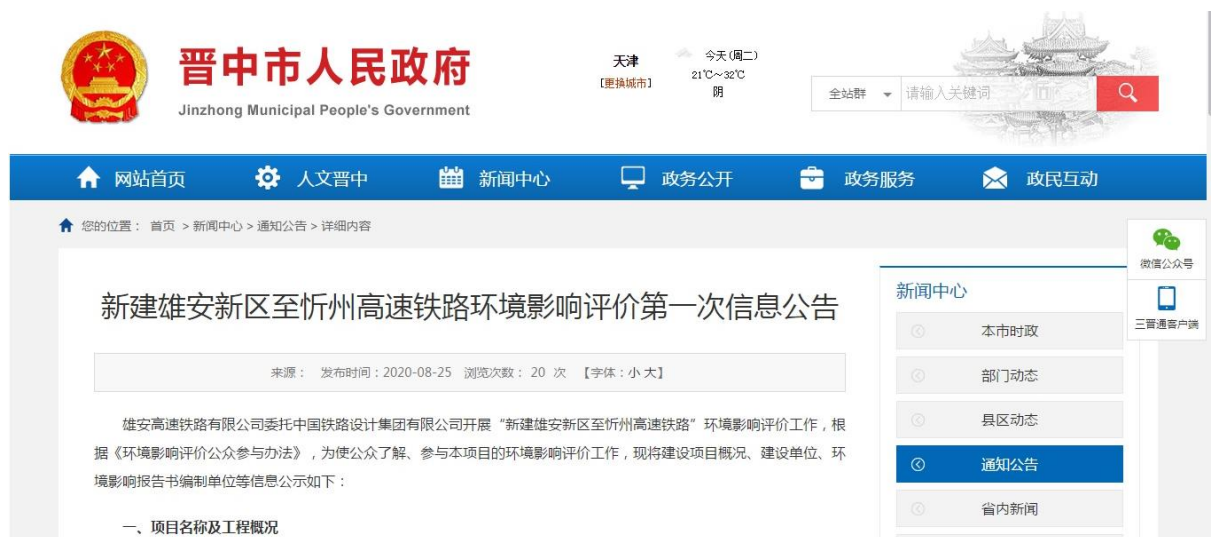 晋中市人民政府
Jinzhong Municipal People's Government
天津
[更换城市]
今天(周二)
21℃~32℃
阴
全站群
请输入关键词
网站首页
人文晋中
新闻中心
政务公开
政务服务
政民互动
您的位置： 首页 > 新闻中心 > 通知公告 > 详细内容
微信公众号
三晋通客户端
新建雄安新区至忻州高速铁路环境影响评价第一次信息公告
来源： 发布时间：2020-08-25 浏览次数： 20 次 【字体：小 大】
雄安高速铁路有限公司委托中国铁路设计集团有限公司开展“新建雄安新区至忻州高速铁路”环境影响评价工作，根
据《环境影响评价公众参与办法》，为使公众了解、参与本项目的环境影响评价工作，现将建设项目概况、建设单位、环
境影响报告书编制单位等信息公示如下：
一、项目名称及工程概况
新闻中心
本市时政
部门动态
县区动态
通知公告
省内新闻